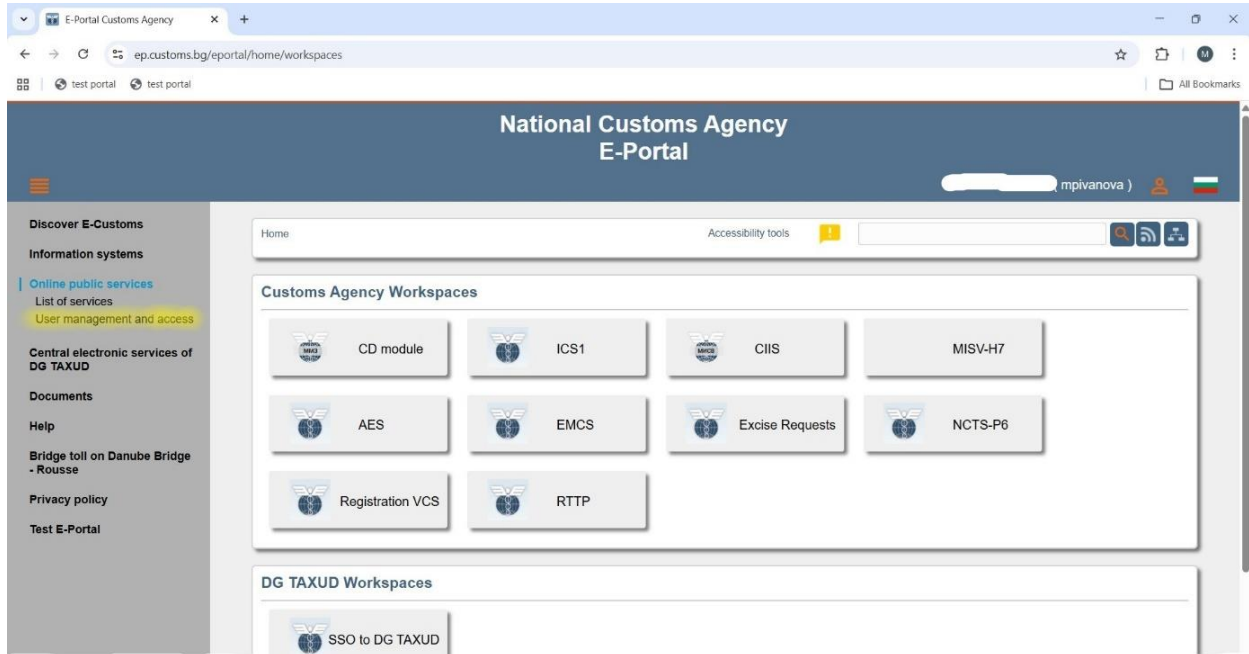 E-Portal Customs Agency
ep.customs.bg/eportal/home/workspaces
M
test portal
test portal
All Bookmarks
National Customs Agency
E-Portal
mpivanova )
Discover E-Customs
Information systems
Online public services
List of services
User management and access
Central electronic services of
DG TAXUD
Documents
Help
Bridge toll on Danube Bridge
- Rousse
Privacy policy
Test E-Portal
Home
Accessibility tools
Customs Agency Workspaces
CD module
ICS1
CIIS
MISV-H7
AES
EMCS
Excise Requests
NCTS-P6
Registration VCS
RTTP
DG TAXUD Workspaces
SSO to DG TAXUD